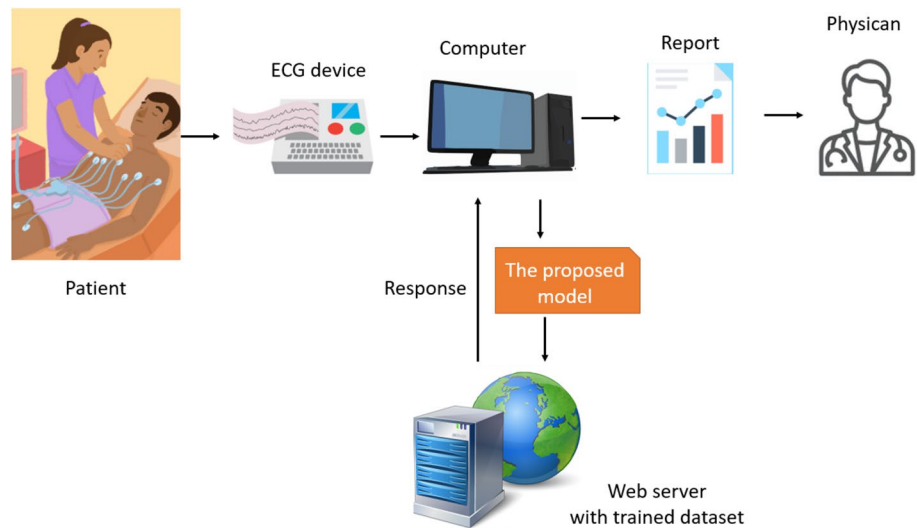 Physican
Report
Computer
ECG device
Patient
Response
The proposed
model
Web server
with trained dataset